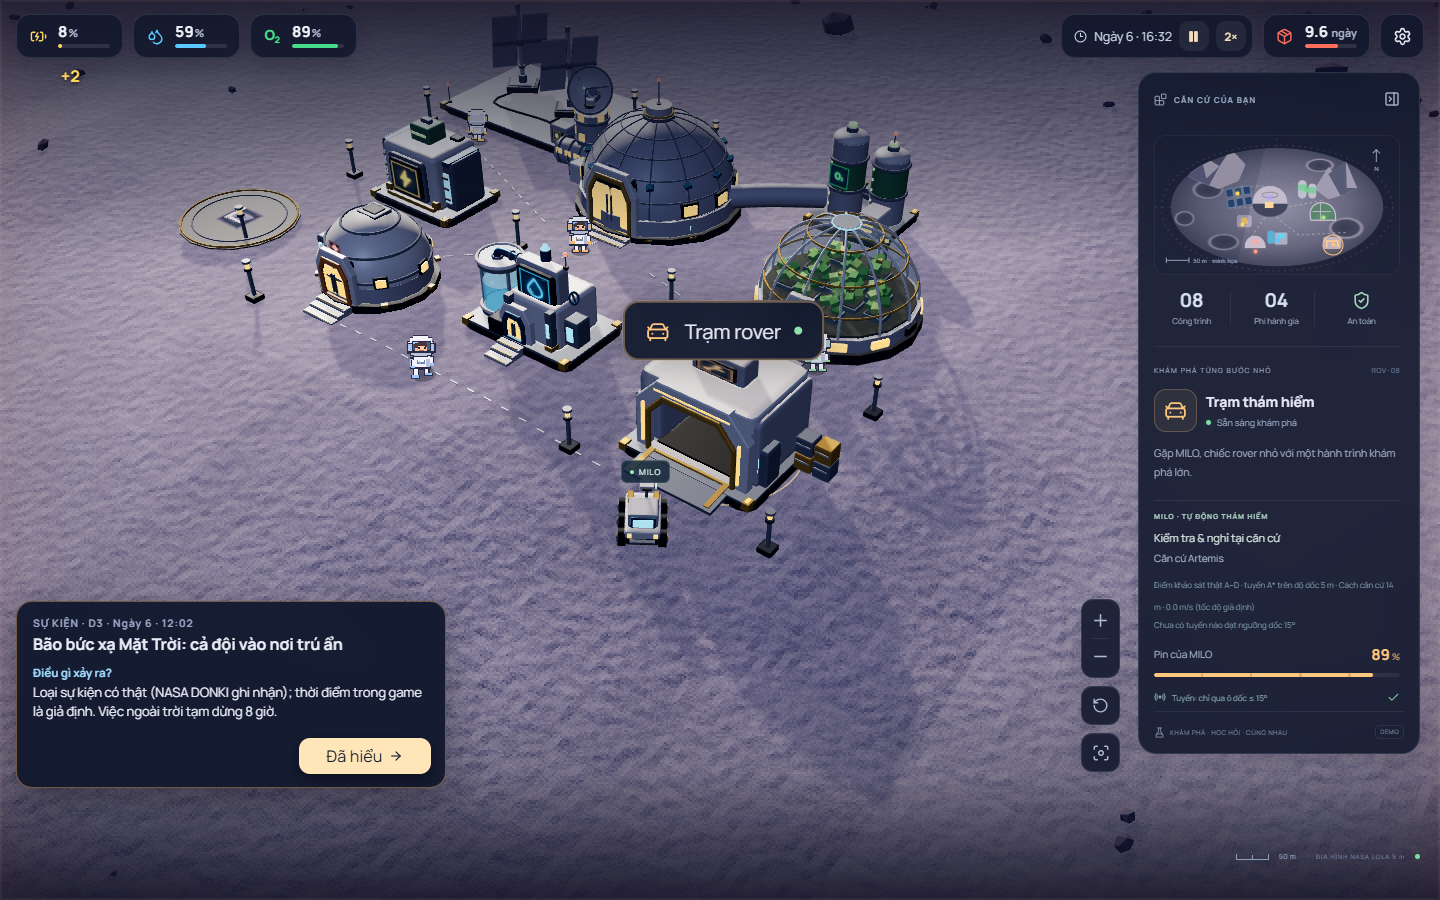 8%
59%
O₂ 89%
+2
Ngày 6 · 16:32
2×
9.6 ngày
CĂN CỨ CỦA BẠN
N
50 m · minh họa
08
Công trình
04
Phi hành gia
An toàn
KHÁM PHÁ TỪNG BƯỚC NHỎ
ROV-08
Trạm thám hiểm
Sẵn sàng khám phá
Gặp MILO, chiếc rover nhỏ với một hành trình khám
phá lớn.
MILO · TỰ ĐỘNG THÁM HIỂM
Kiểm tra & nghỉ tại căn cứ
Căn cứ Artemis
Điểm khảo sát thật A–D · tuyến A* trên độ dốc 5 m · Cách căn cứ 14
m · 0.0 m/s (tốc độ giả định)
Chưa có tuyến nào đạt ngưỡng dốc 15°
Pin của MILO
89%
Tuyến: chỉ qua ô dốc ≤ 15°
KHÁM PHÁ · HỌC HỎI · CÙNG NHAU
DEMO
O₂
Trạm rover
MILO
SỰ KIỆN · D3 · Ngày 6 · 12:02
Bão bức xạ Mặt Trời: cả đội vào nơi trú ẩn
Điều gì xảy ra?
Loại sự kiện có thật (NASA DONKI ghi nhận); thời điểm trong game
là giả định. Việc ngoài trời tạm dừng 8 giờ.
Đã hiểu →
50 m
ĐỊA HÌNH NASA LOLA 5 m